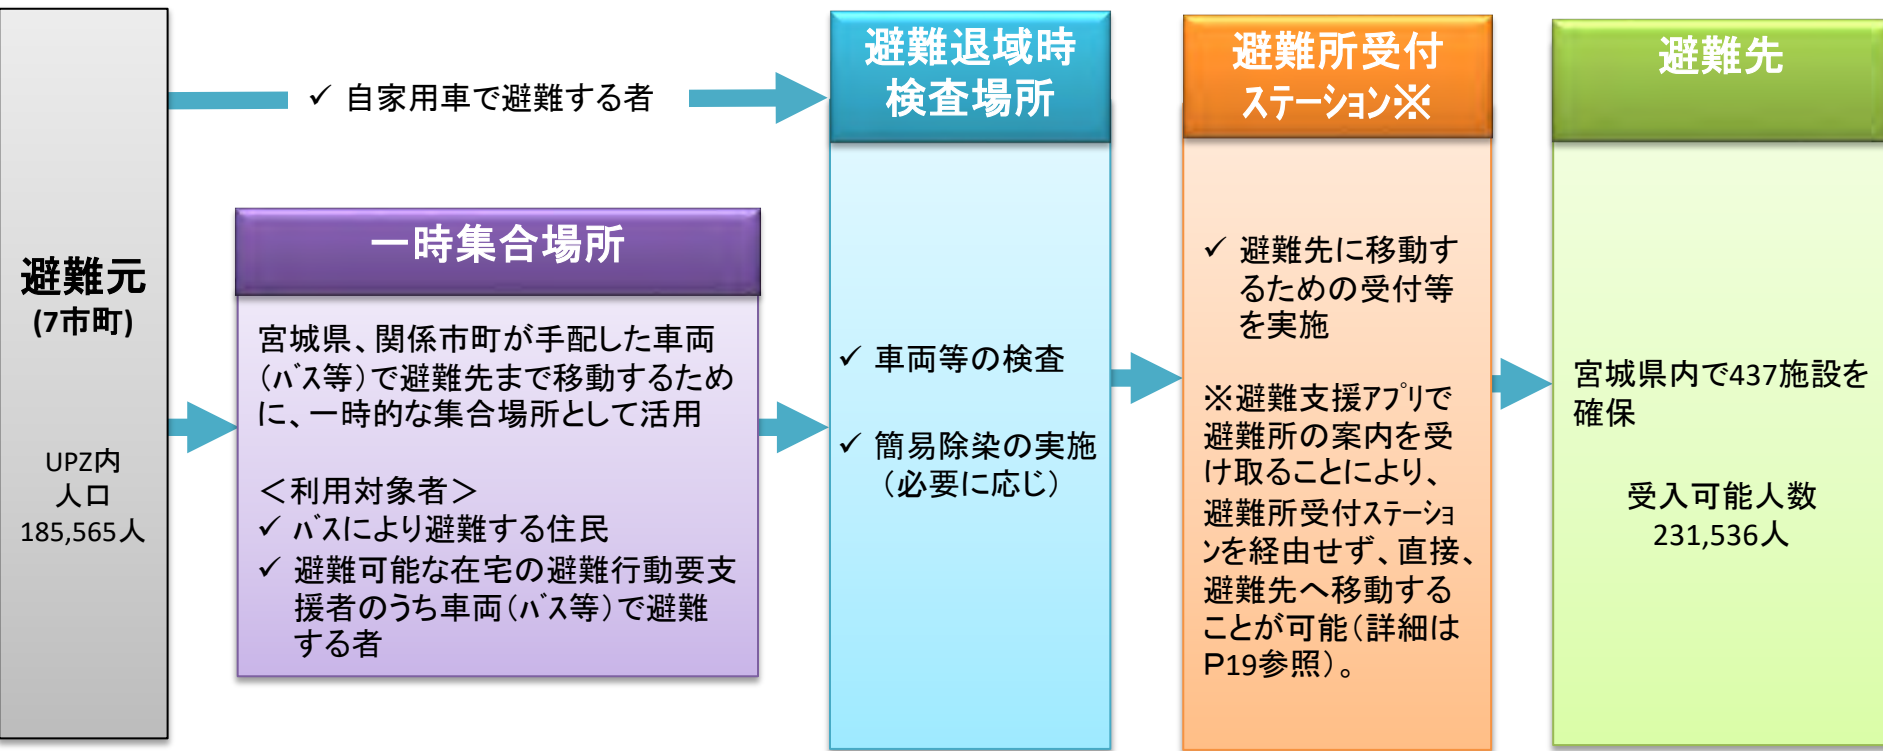 避難元
(7市町)
UPZ内
人口
185,565人
✓ 自家用車で避難する者
一時集合場所
宮城県、関係市町が手配した車両
（ﾊﾞｽ等）で避難先まで移動するため
に、一時的な集合場所として活用
＜利用対象者＞
✓ ﾊﾞｽにより避難する住民
✓ 避難可能な在宅の避難行動要支
援者のうち車両（ﾊﾞｽ等）で避難
する者
避難退域時
検査場所
✓ 車両等の検査
✓ 簡易除染の実施
（必要に応じ）
避難所受付
ｽﾃｰｼｮﾝ※
✓ 避難先に移動す
るための受付等
を実施
※避難支援ｱﾌﾟﾘで
避難所の案内を受
け取ることにより、
避難所受付ｽﾃｰｼｮ
ﾝを経由せず、直接、
避難先へ移動する
ことが可能（詳細は
Ｐ19参照）。
避難先
宮城県内で437施設を
確保
受入可能人数
231,536人